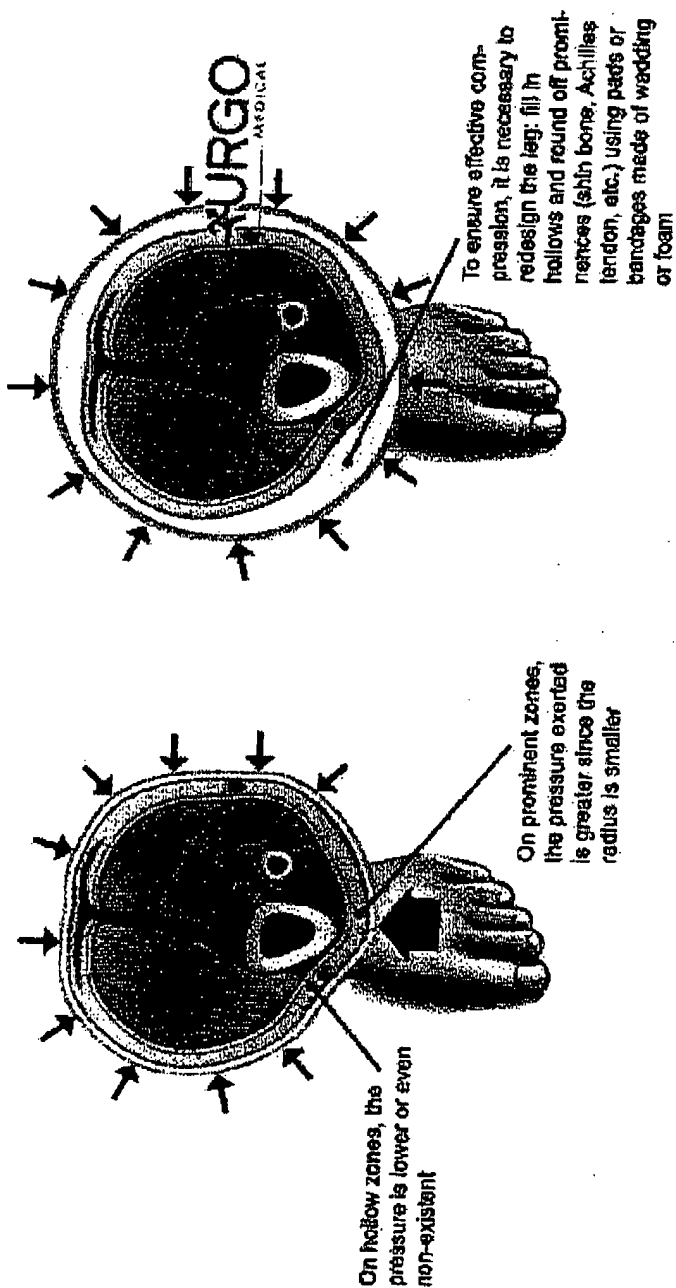 On hollow zones, the
pressure is lower or even
non-existent
On prominent zones,
the pressure exerted
is greater since the
radius is smaller
URGO
MEDICAL
To ensure effective com-
pression, it is necessary to
redesign the leg: fill in
hollows and round off promi-
nences (shin bone, Achilles
tendon, etc.) using pads or
bandages made of wadding
or foam